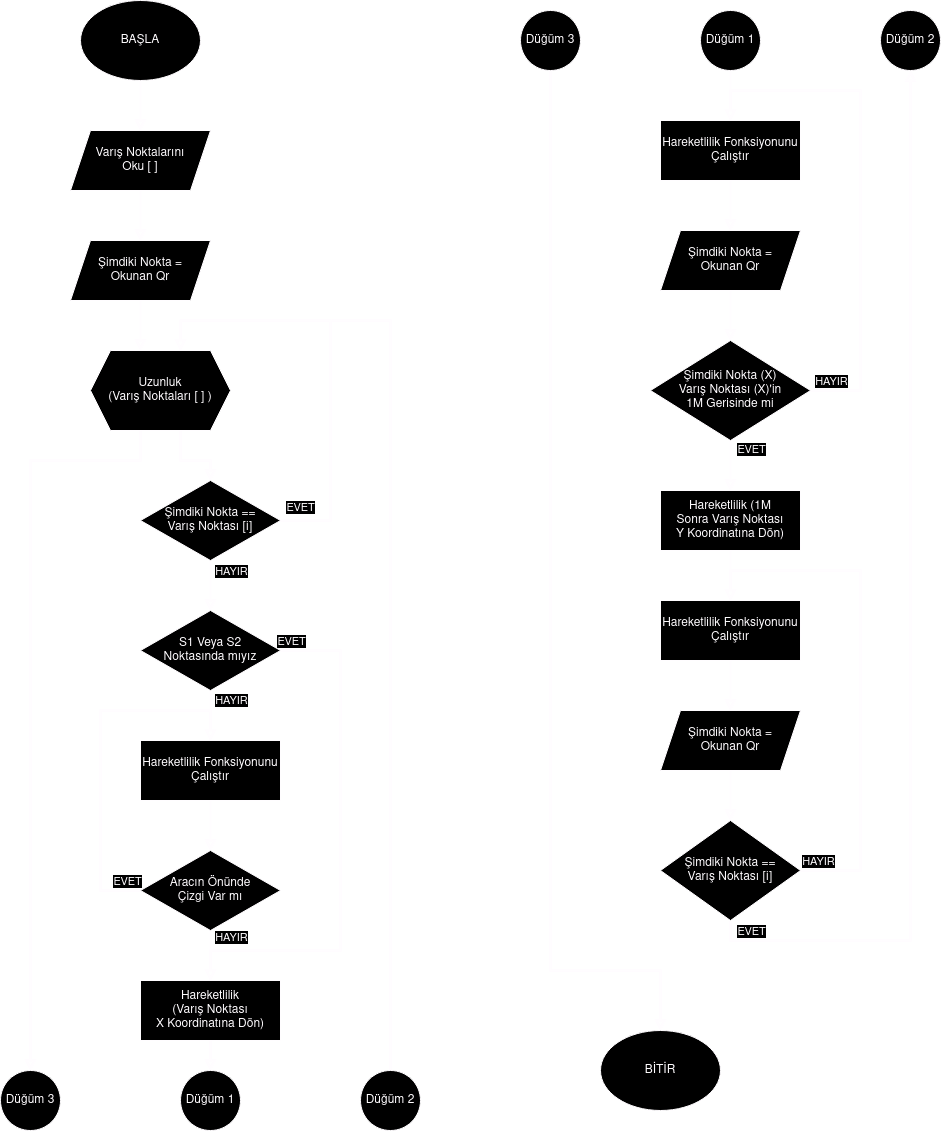 BAŞLA
Varış Noktalarını
Oku [ ]
Şimdiki Nokta =
Okunan Qr
Uzunluk
(Varış Noktaları [ ] )
Şimdiki Nokta ==
Varış Noktası [i]
EVET
HAYIR
S1 Veya S2
Noktasında mıyız
EVET
HAYIR
Hareketlilik Fonksiyonunu
Çalıştır
Aracın Önünde
Çizgi Var mı
EVET
HAYIR
Hareketlilik
(Varış Noktası
X Koordinatına Dön)
Düğüm 3
Düğüm 1
Düğüm 2
Düğüm 3
Düğüm 1
Düğüm 2
Hareketlilik Fonksiyonunu
Çalıştır
Şimdiki Nokta =
Okunan Qr
Şimdiki Nokta (X)
Varış Noktası (X)'in
1M Gerisinde mi
HAYIR
EVET
Hareketlilik (1M
Sonra Varış Noktası
Y Koordinatına Dön)
Hareketlilik Fonksiyonunu
Çalıştır
Şimdiki Nokta =
Okunan Qr
Şimdiki Nokta ==
Varış Noktası [i]
HAYIR
EVET
BİTİR